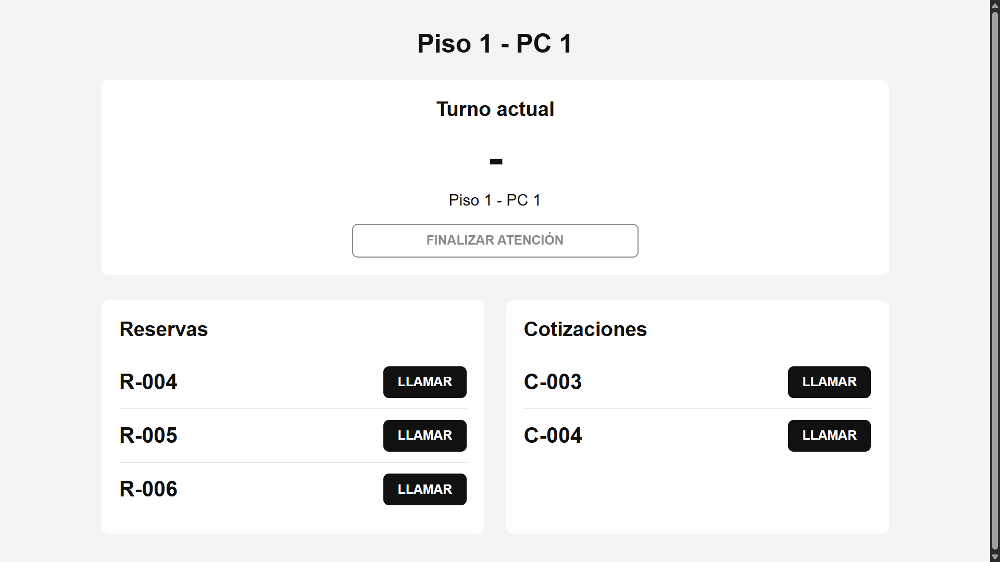 Piso 1 - PC 1
Turno actual
-
Piso 1 - PC 1
FINALIZAR ATENCIÓN
Reservas
R-004 LLAMAR
R-005 LLAMAR
R-006 LLAMAR
Cotizaciones
C-003 LLAMAR
C-004 LLAMAR